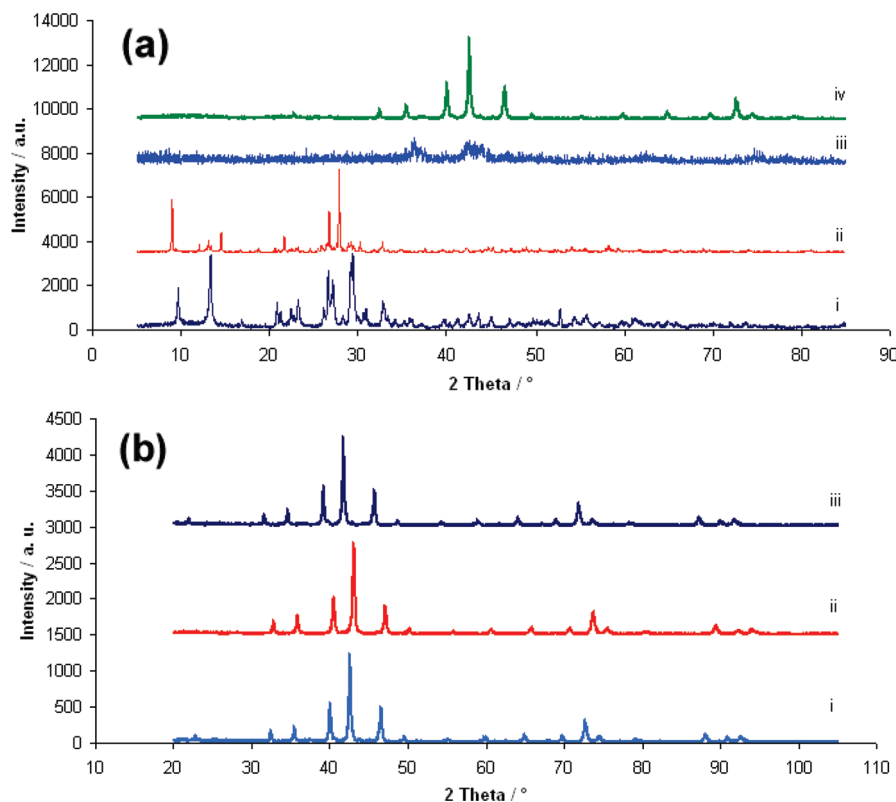 (a)
14000
12000
10000
8000
6000
4000
2000
0
Intensity / a.u.
iv
iii
ii
i
0 10 20 30 40 50 60 70 80 90
2 Theta / °
(b)
4500
4000
3500
3000
2500
2000
1500
1000
500
0
Intensity / a. u.
iii
ii
i
10 20 30 40 50 60 70 80 90 100 110
2 Theta / °